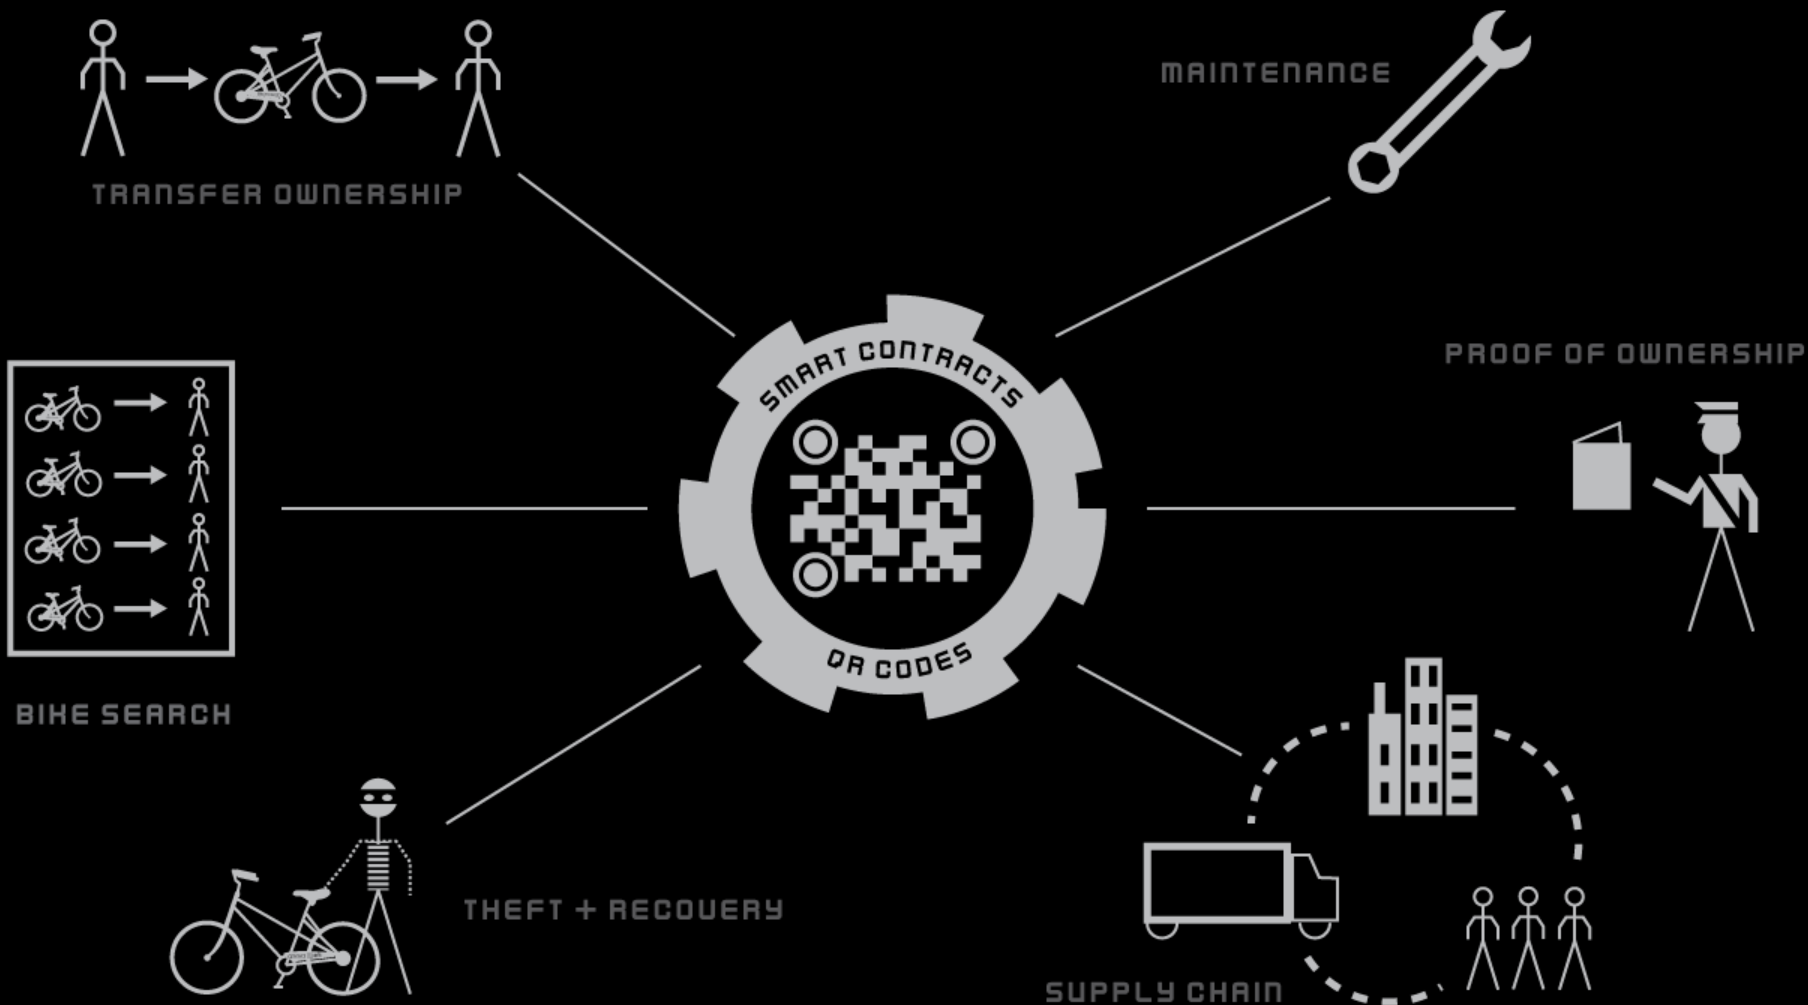 TRANSFER OWNERSHIP
MAINTENANCE
PROOF OF OWNERSHIP
SMART CONTRACTS
QR CODES
BIKE SEARCH
THEFT + RECOVERY
SUPPLY CHAIN